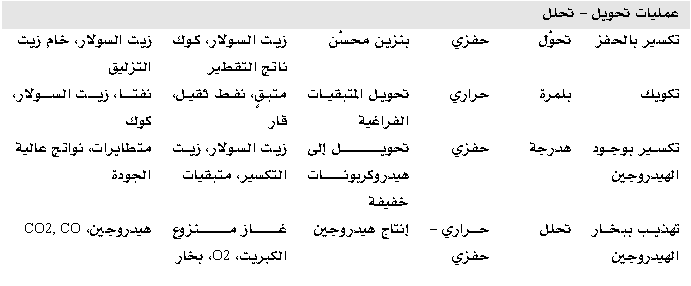 عمليات تحويل – تحلل
تكسير بالحفز تحوّل حفزي بنزين محسّن زيت السولار، كوك زيت السولار، خام زيت
ناتج التقطير التزليق
تكويك بلمرة حراري تحويل المتبقيات متبقٍ، نفط ثقيل، نفتا، زيت السولار،
الفراغية قار كوك
تكسير بوجود هدرجة حفزي تحويل إلى زيت السولار، زيت متطايرات، نواتج عالية
الهيدروجين هيدروكربونات التكسير، متبقيات الجودة
خفيفة
تهذيب ببخار تحلل حراري – إنتاج هيدروجين غاز منزوع هيدروجين، CO2, CO
الهيدروجين حفزي الكبريت، O2، بخار